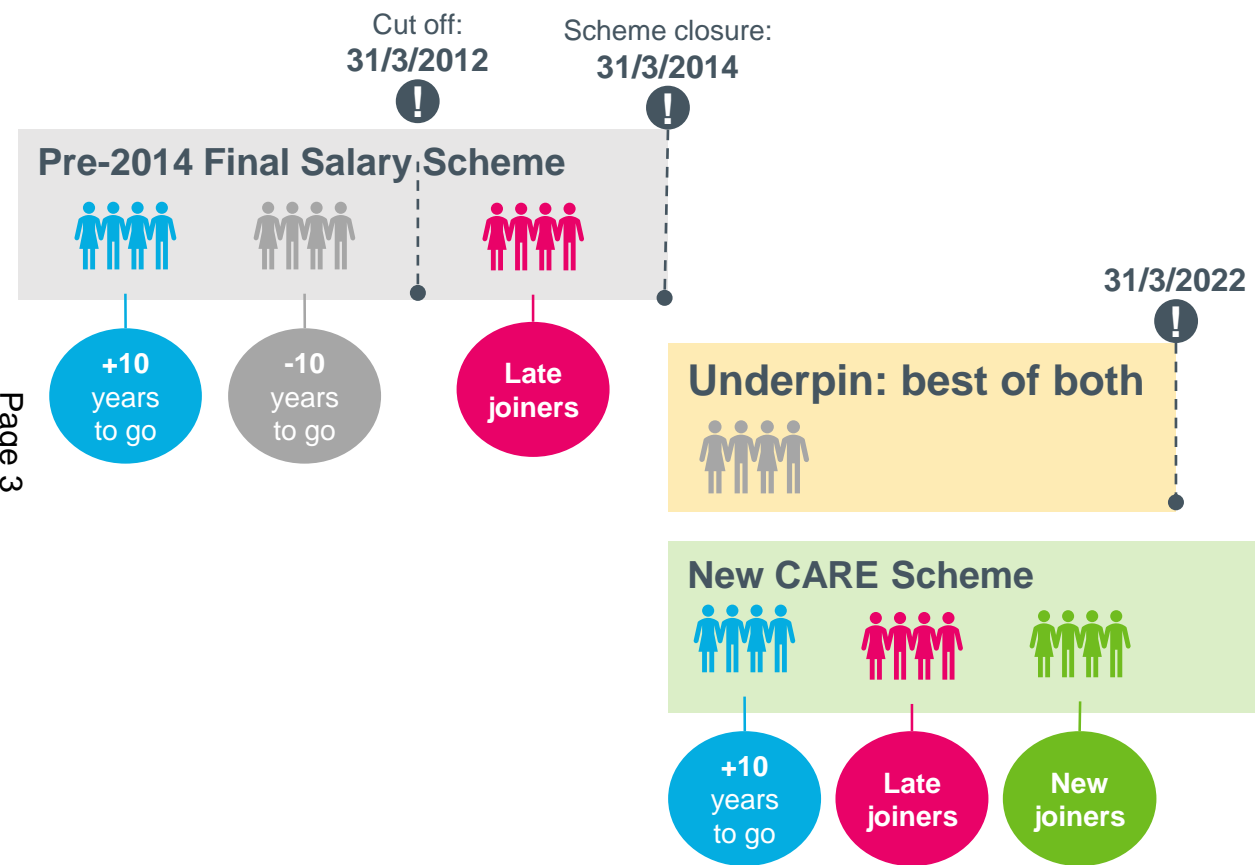 Cut off:
31/3/2012
Scheme closure:
31/3/2014
!
!
Pre-2014 Final Salary Scheme
+10
years
to go
-10
years
to go
Late
joiners
Page 3
31/3/2022
!
Underpin: best of both
New CARE Scheme
+10
years
to go
Late
joiners
New
joiners